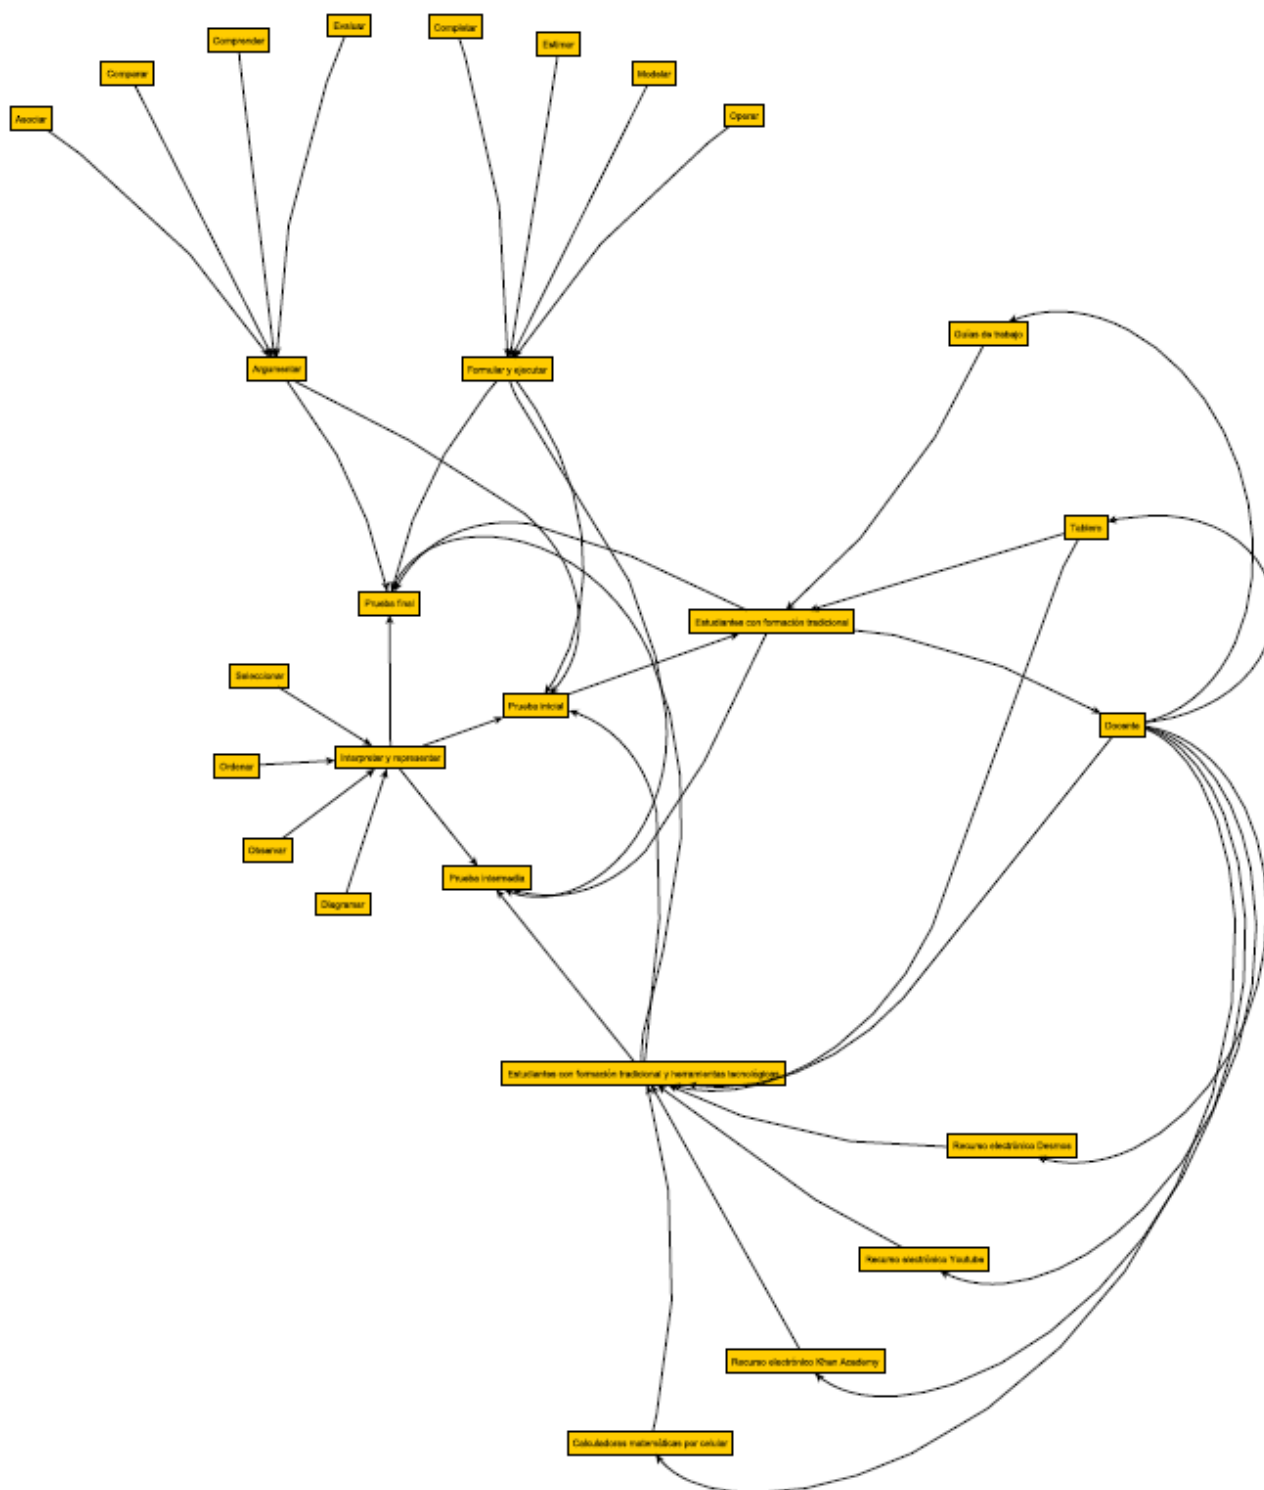 Evaluar
Completar
Comprender
Estimar
Comparar
Modelar
Asociar
Operar
Guías de trabajo
Argumentar
Formular y ejecutar
Tablero
Prueba final
Estudiantes con formación tradicional
Seleccionar
Prueba inicial
Docente
Interpretar y representar
Ordenar
Observar
Prueba intermedia
Diagramar
Estudiantes con formación tradicional y herramientas tecnológicas
Recurso electrónico Desmos
Recurso electrónico Youtube
Recurso electrónico Khan Academy
Calculadoras matemáticas por celular